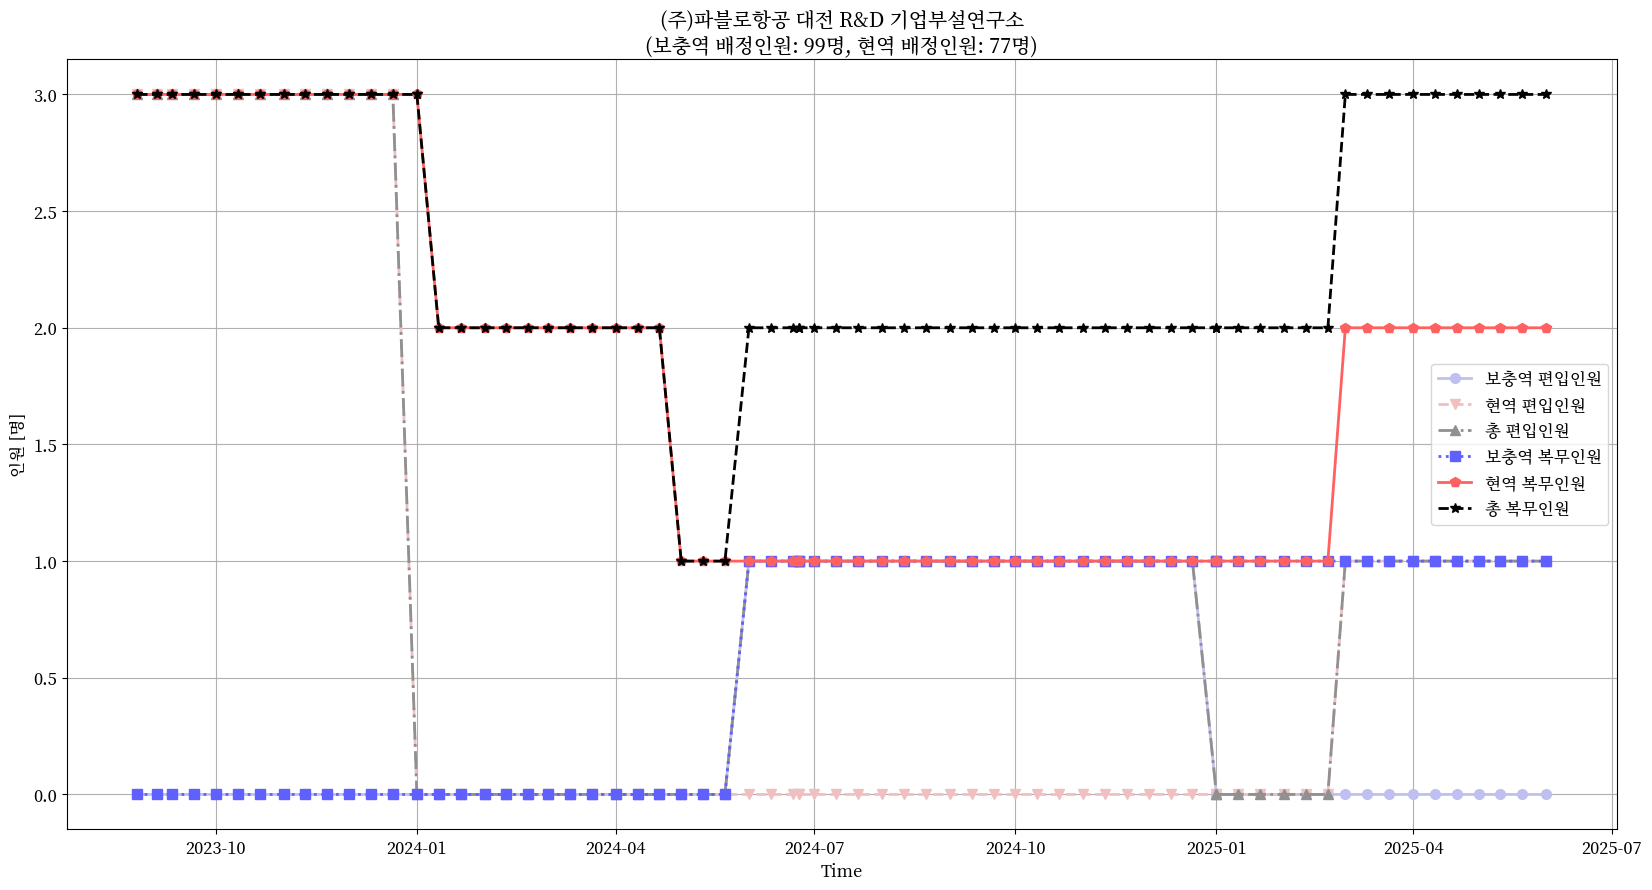 (주)파블로항공 대전 R&D 기업부설연구소
(보충역 배정인원: 99명, 현역 배정인원: 77명)
3.0
2.5
2.0
1.5
1.0
0.5
0.0
인원 [명]
보충역 편입인원
현역 편입인원
총 편입인원
보충역 복무인원
현역 복무인원
총 복무인원
2023-10
2024-01
2024-04
2024-07
2024-10
2025-01
2025-04
2025-07
Time